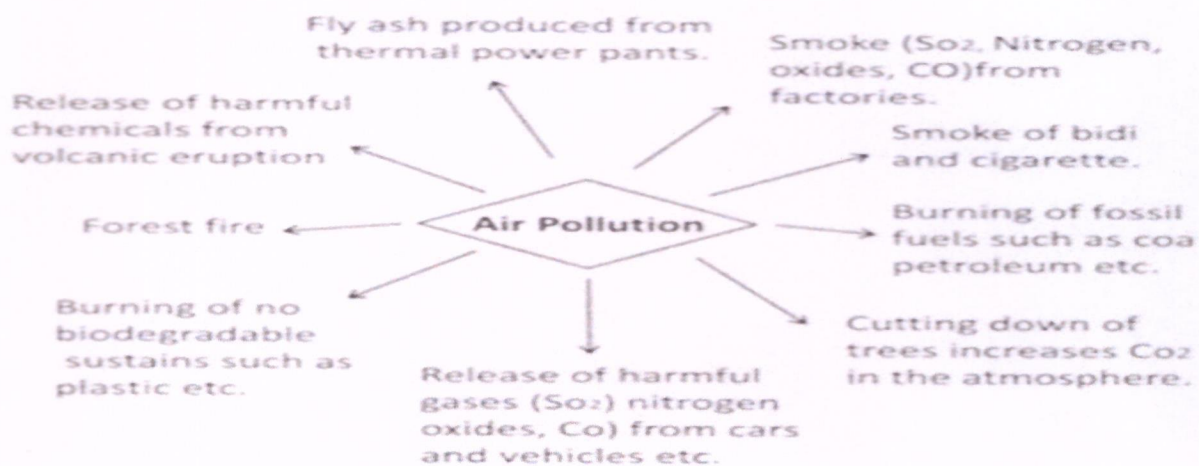 Fly ash produced from
thermal power pants.
Smoke (So2, Nitrogen,
oxides, CO)from
factories.
Release of harmful
chemicals from
volcanic eruption
Smoke of bidi
and cigarette.
Forest fire
Air Pollution
Burning of fossil
fuels such as coa
petroleum etc.
Burning of no
biodegradable
sustains such as
plastic etc.
Release of harmful
gases (So2) nitrogen
oxides, Co) from cars
and vehicles etc.
Cutting down of
trees increases Co2
in the atmosphere.